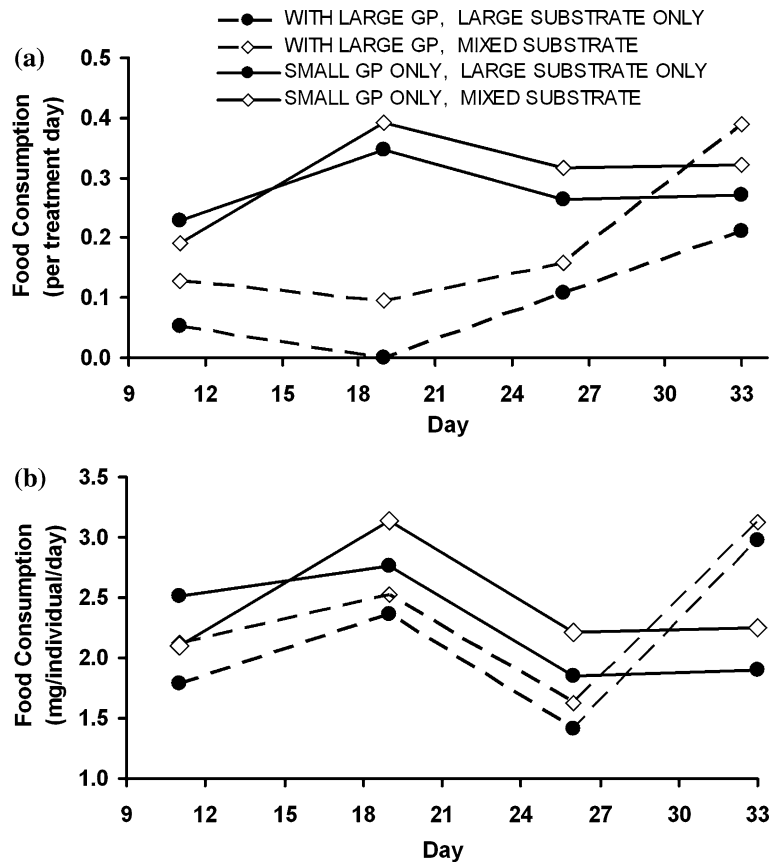 WITH LARGE GP, LARGE SUBSTRATE ONLY
WITH LARGE GP, MIXED SUBSTRATE
SMALL GP ONLY, LARGE SUBSTRATE ONLY
SMALL GP ONLY, MIXED SUBSTRATE
(a)
Food Consumption
(per treatment day)
0.5
0.4
0.3
0.2
0.1
0.0
9 12 15 18 21 24 27 30 33
Day
(b)
Food Consumption
(mg/individual/day)
3.5
3.0
2.5
2.0
1.5
1.0
9 12 15 18 21 24 27 30 33
Day